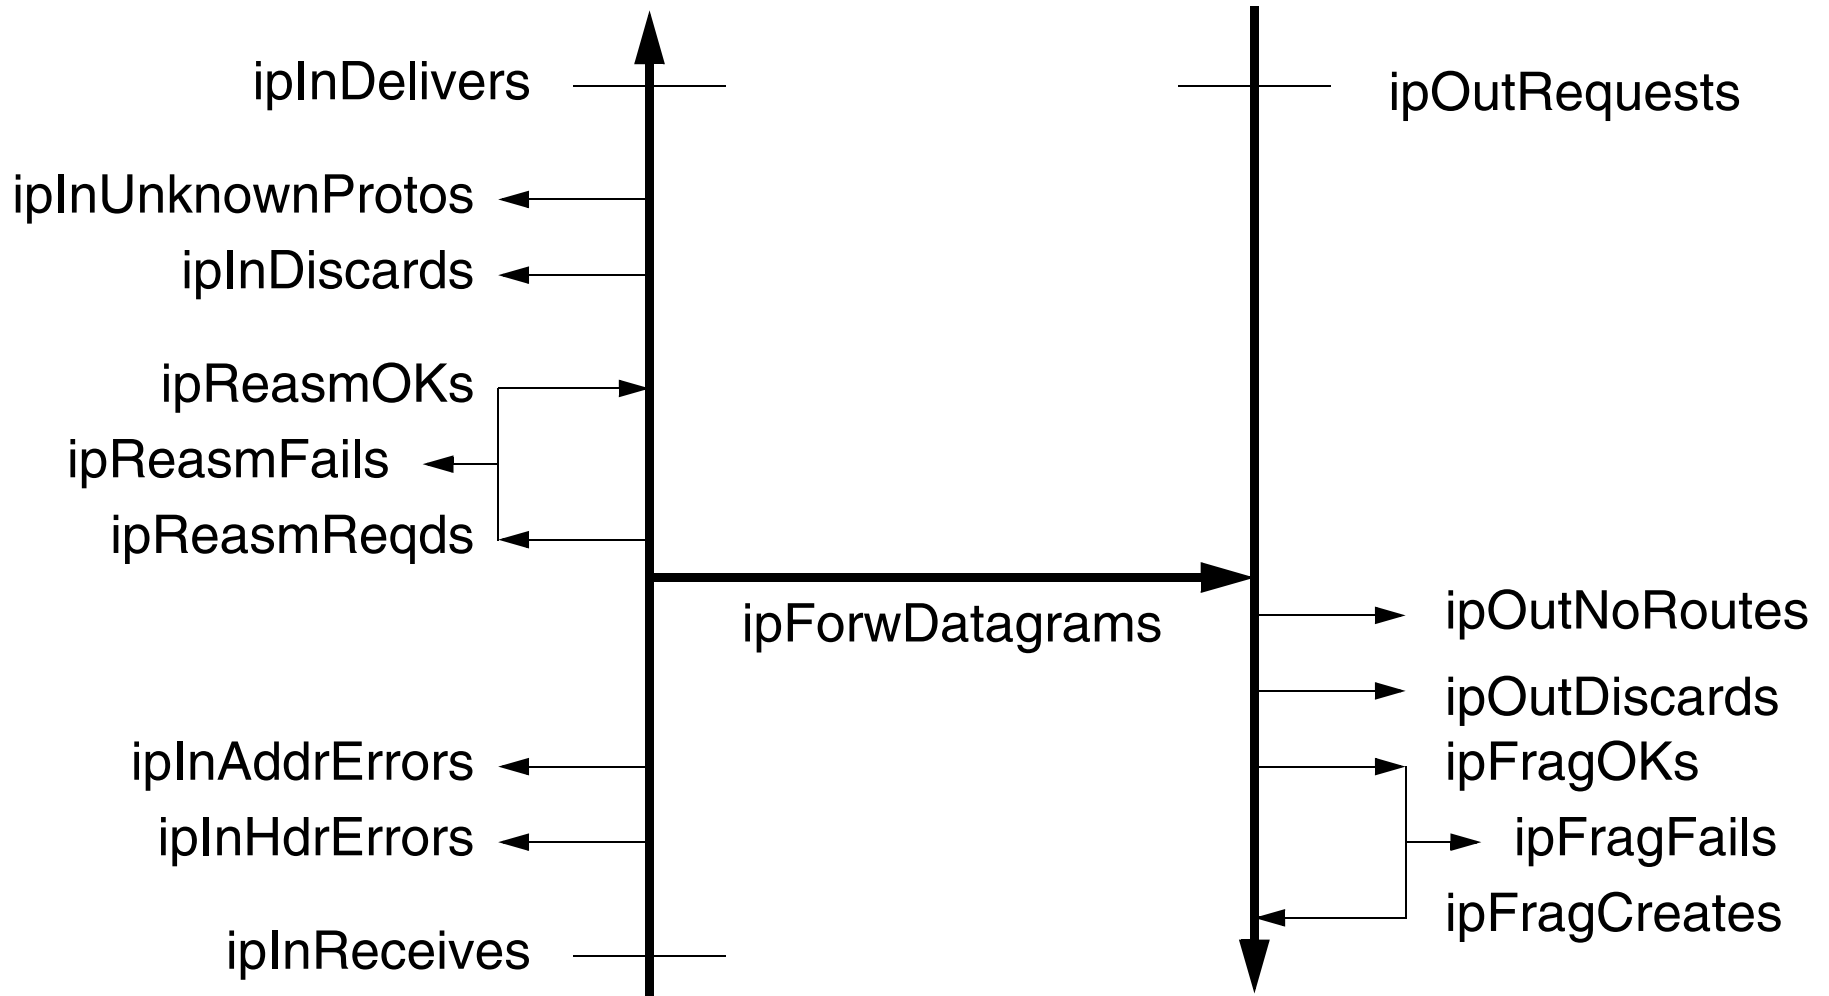 ipInDelivers
ipOutRequests
ipInUnknownProtos
ipInDiscards
ipReasmOKs
ipReasmFails
ipReasmReqds
ipForwDatagrams
ipOutNoRoutes
ipOutDiscards
ipInAddrErrors
ipFragOKs
ipInHdrErrors
ipFragFails
ipFragCreates
ipInReceives